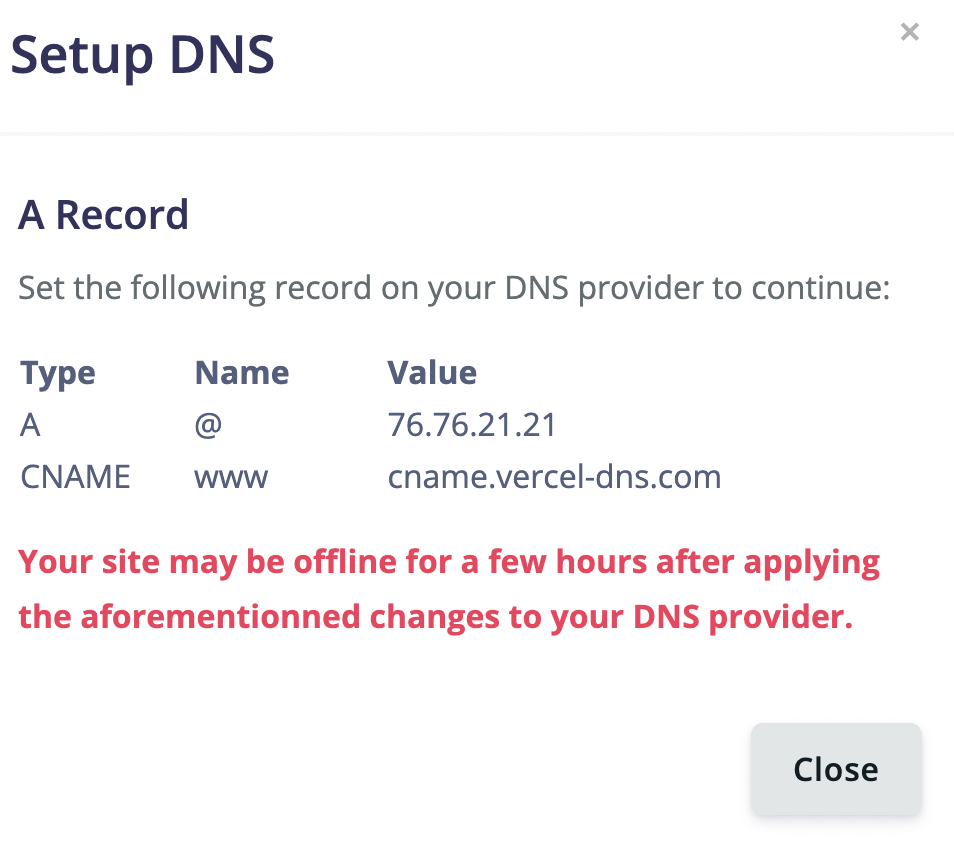 Setup DNS
×
A Record
Set the following record on your DNS provider to continue:
Type Name Value
A @ 76.76.21.21
CNAME www cname.vercel-dns.com
Your site may be offline for a few hours after applying
the aforementionned changes to your DNS provider.
Close